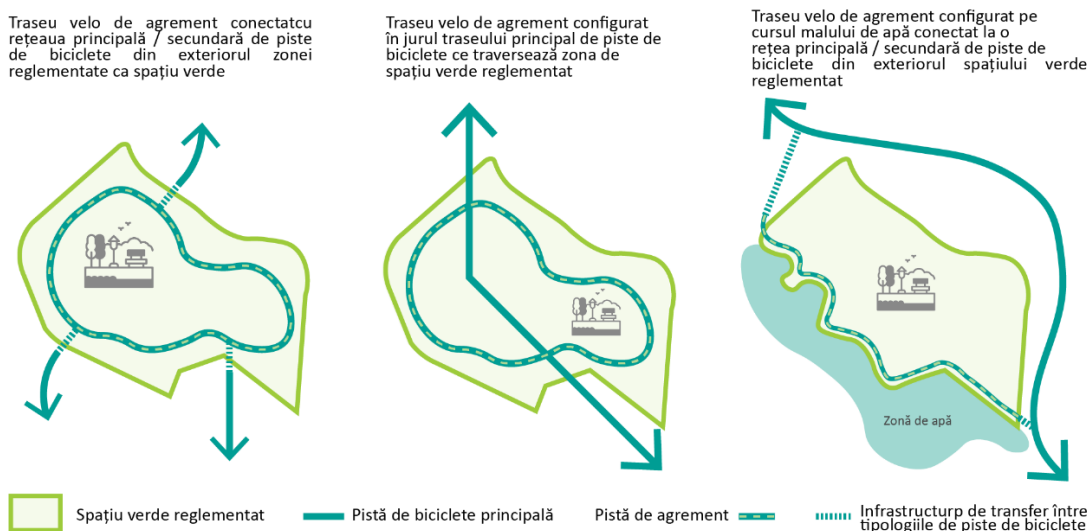 Traseu velo de agrement conectatcu
rețeaua principală / secundară de piste
de biciclete din exteriorul zonei
reglementate ca spațiu verde
Traseu velo de agrement configurat
în jurul traseului principal de piste de
biciclete ce traversează zona de
spațiu verde reglementat
Traseu velo de agrement configurat pe
cursul malului de apă conectat la o
rețea principală / secundară de piste de
biciclete din exteriorul spațiului verde
reglementat
Zonă de apă
Spațiu verde reglementat
Pistă de biciclete principală
Pistă de agrement
Infrastructurp de transfer între
tipologiile de piste de biciclete